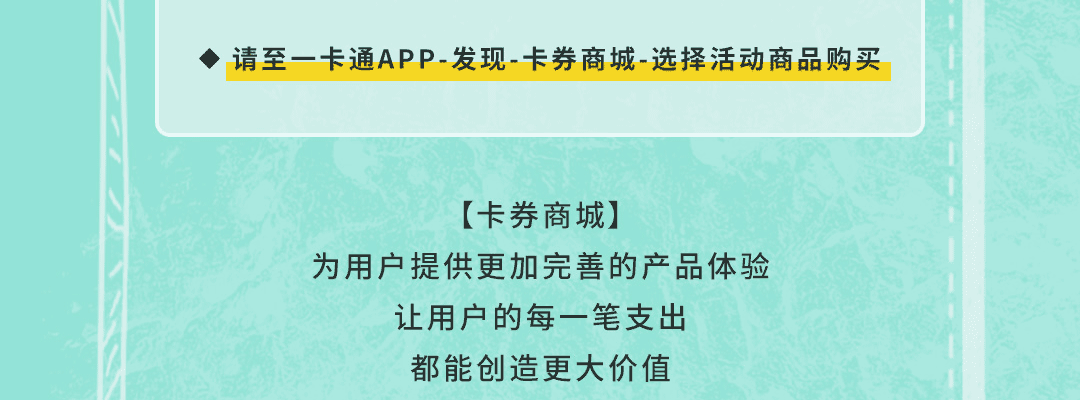 ◆ 请至一卡通APP-发现-卡券商城-选择活动商品购买
【卡券商城】
为用户提供更加完善的产品体验
让用户的每一笔支出
都能创造更大价值